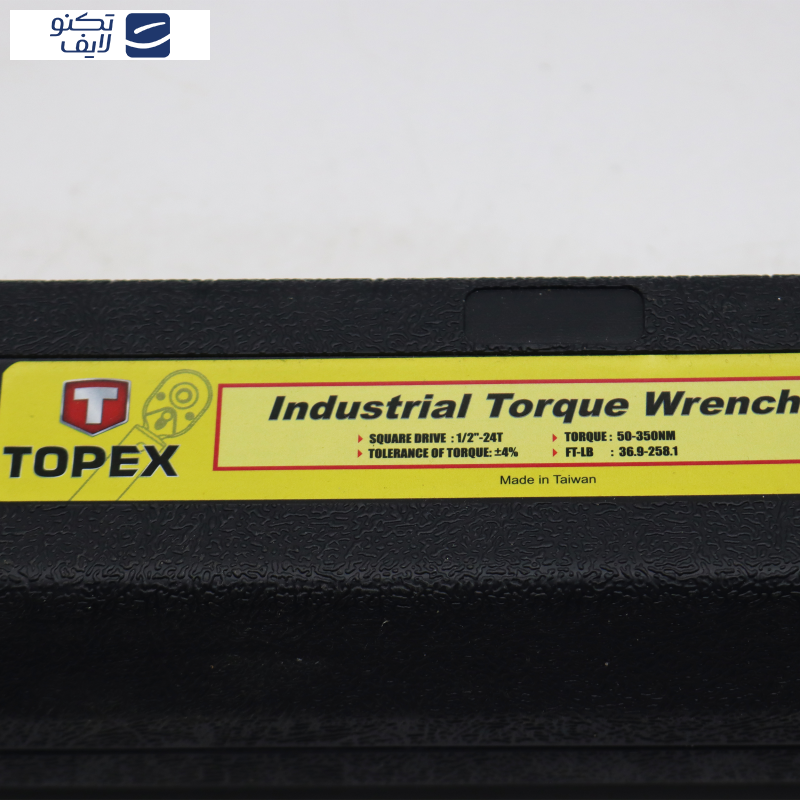 تکنو
لایف
T
TOPEX
Industrial Torque Wrench
SQUARE DRIVE : 1/2"-24T
TORQUE : 50-350NM
TOLERANCE OF TORQUE: ±4%
FT-LB : 36.9-258.1
Made in Taiwan